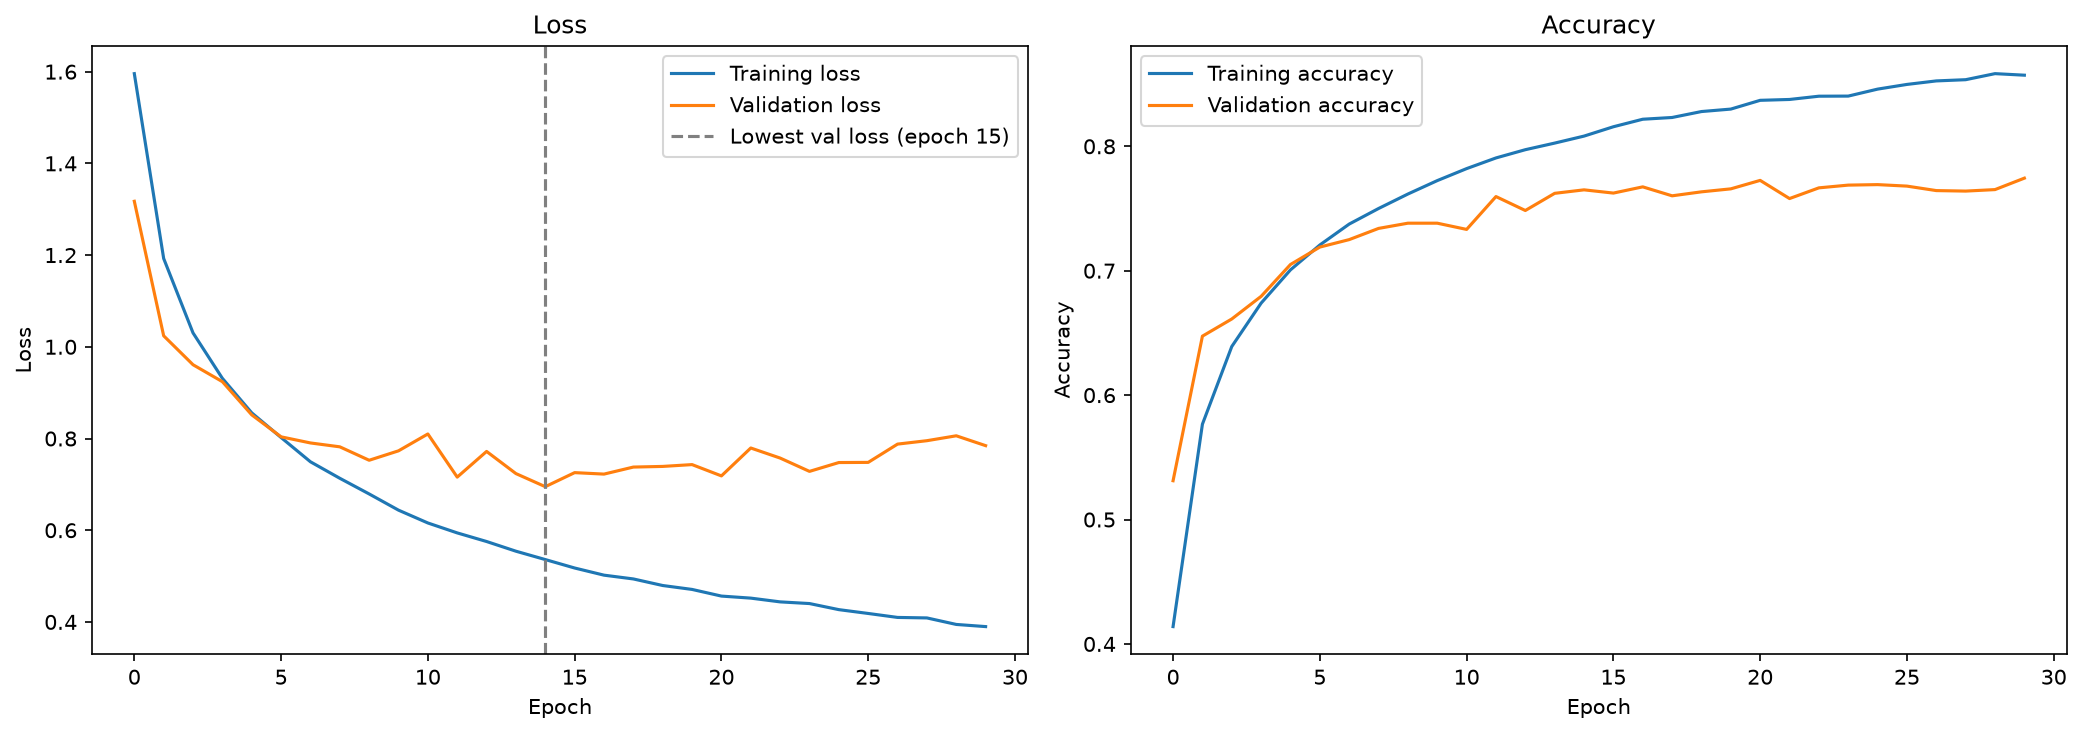 Loss
Training loss
Validation loss
Lowest val loss (epoch 15)
1.6
1.4
1.2
1.0
0.8
0.6
0.4
Loss
0 5 10 15 20 25 30
Epoch
Accuracy
Training accuracy
Validation accuracy
0.8
0.7
0.6
0.5
0.4
Accuracy
0 5 10 15 20 25 30
Epoch